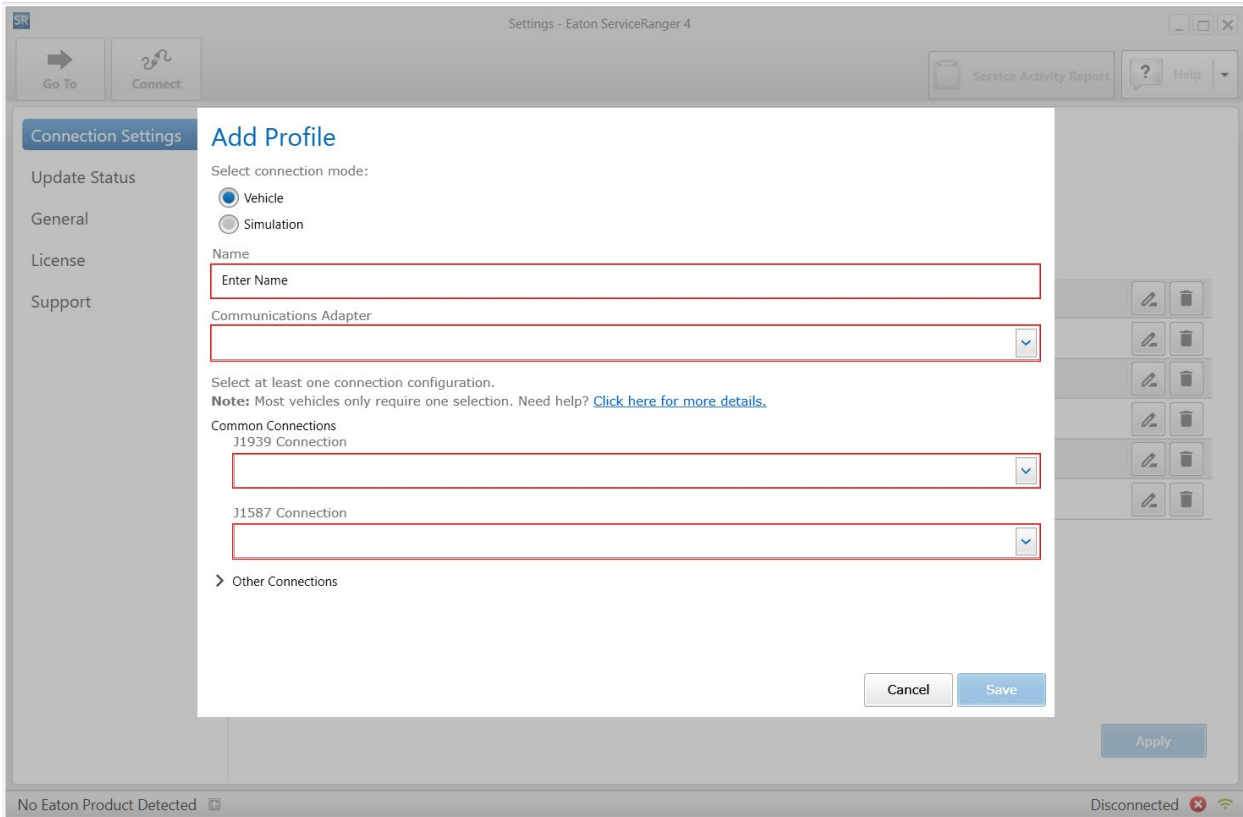 SR
Settings - Eaton ServiceRanger 4
Go To
Connect
Service Activity Report
? Help
Connection Settings
Update Status
General
License
Support
Add Profile
Select connection mode:
Vehicle
Simulation
Name
Enter Name
Communications Adapter
Select at least one connection configuration.
Note: Most vehicles only require one selection. Need help? Click here for more details.
Common Connections
J1939 Connection
J1587 Connection
Other Connections
Cancel
Save
Apply
No Eaton Product Detected
Disconnected